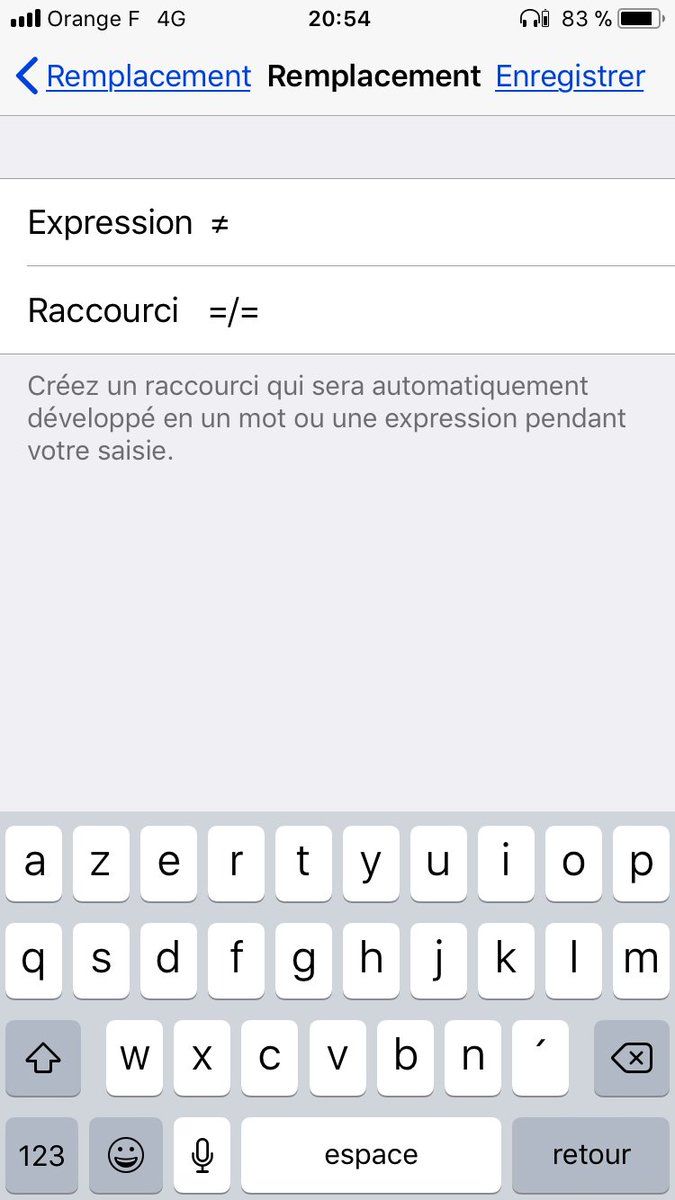 Orange F 4G 20:54 83 %
Remplacement Remplacement Enregistrer
Expression ≠
Raccourci =/=
Créez un raccourci qui sera automatiquement
développé en un mot ou une expression pendant
votre saisie.
a z e r t y u i o p
q s d f g h j k l m
w x c v b n ´
123 espace retour